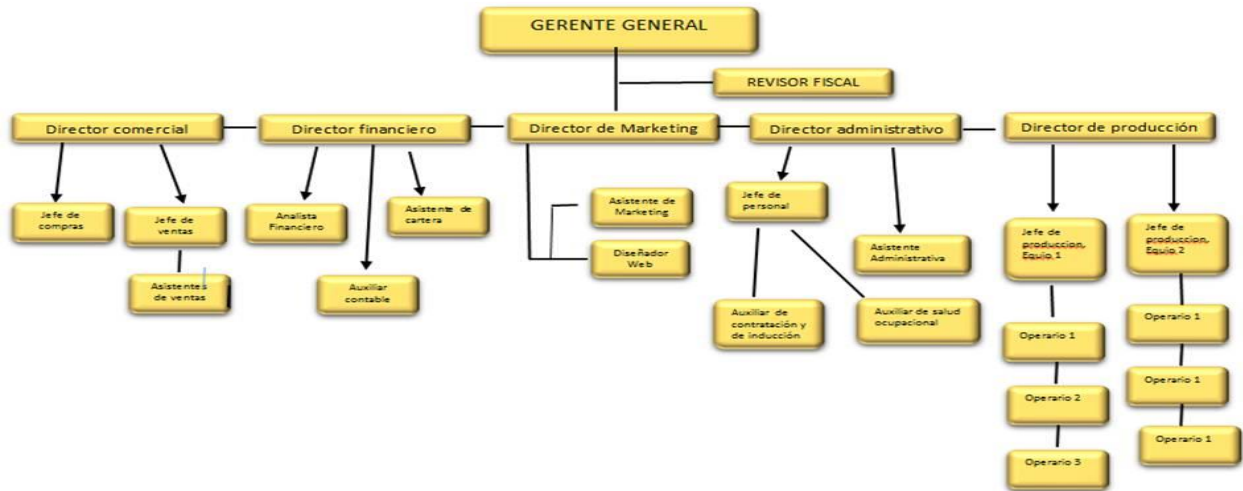 GERENTE GENERAL
REVISOR FISCAL
Director comercial
Director financiero
Director de Marketing
Director administrativo
Director de producción
Jefe de
compras
Jefe de
ventas
Asistentes
de ventas
Analista
Financiero
Auxiliar
contable
Asistente de
cartera
Asistente de
Marketing
Diseñador
Web
Jefe de
personal
Asistente
Administrativa
Auxiliar de
contratación y
de inducción
Auxiliar de salud
ocupacional
Jefe de
produccion,
Equio 1
Operario 1
Operario 2
Operario 3
Jefe de
produccion,
Equio 2
Operario 1
Operario 1
Operario 1